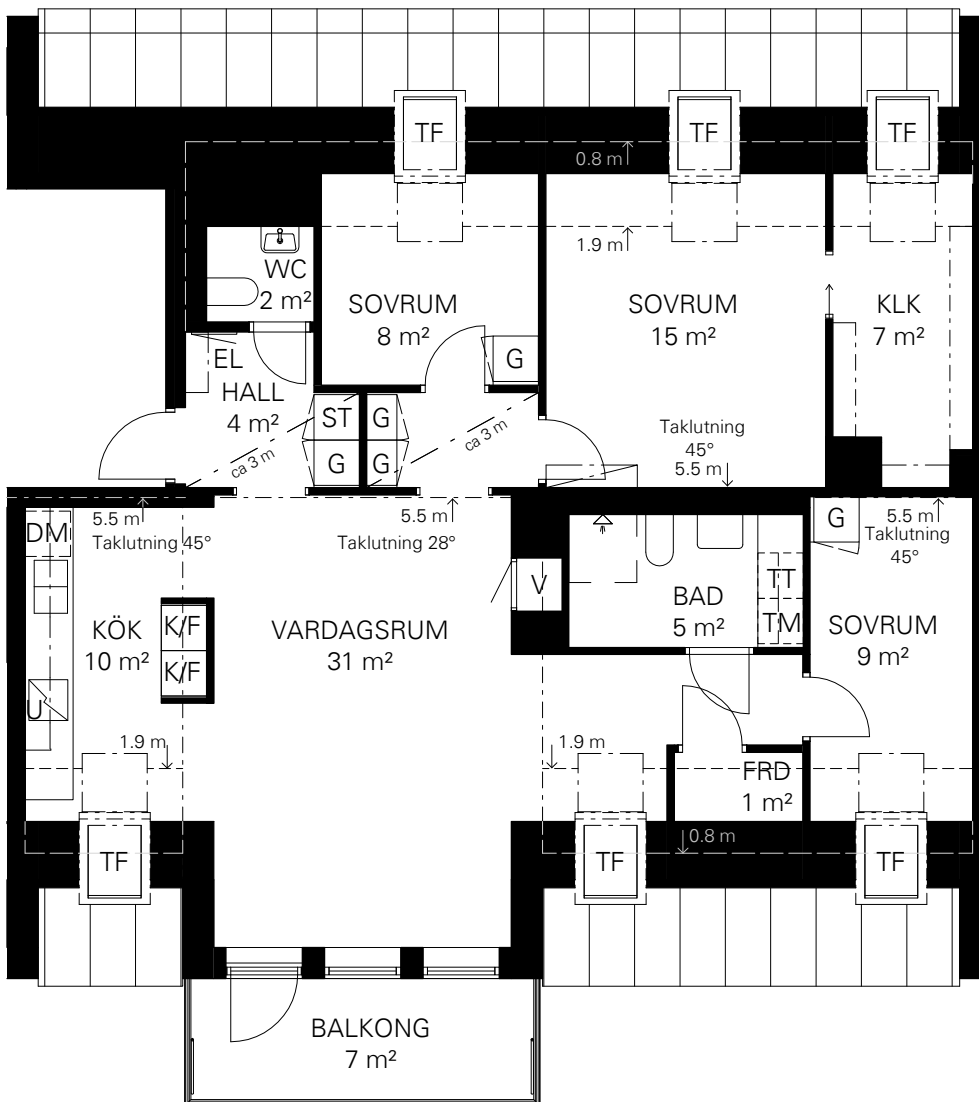 TF
TF
TF
0.8 m
1.9 m
WC
2 m²
SOVRUM
8 m²
SOVRUM
15 m²
KLK
7 m²
EL
HALL
4 m²
G
ST
G
G
G
ca 3 m
ca 3 m
Taklutning
45°
5.5 m
5.5 m
Taklutning 45°
5.5 m
Taklutning 28°
G
5.5 m
Taklutning
45°
DM
V
TT
TM
BAD
5 m²
KÖK
10 m²
K/F
K/F
VARDAGSRUM
31 m²
SOVRUM
9 m²
U
1.9 m
1.9 m
FRD
1 m²
0.8 m
TF
TF
TF
BALKONG
7 m²